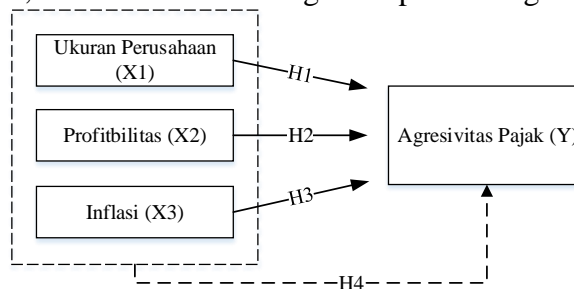 Ukuran Perusahaan
(X1)
H1
Profitbilitas (X2)
H2
Agresivitas Pajak (Y)
Inflasi (X3)
H3
H4